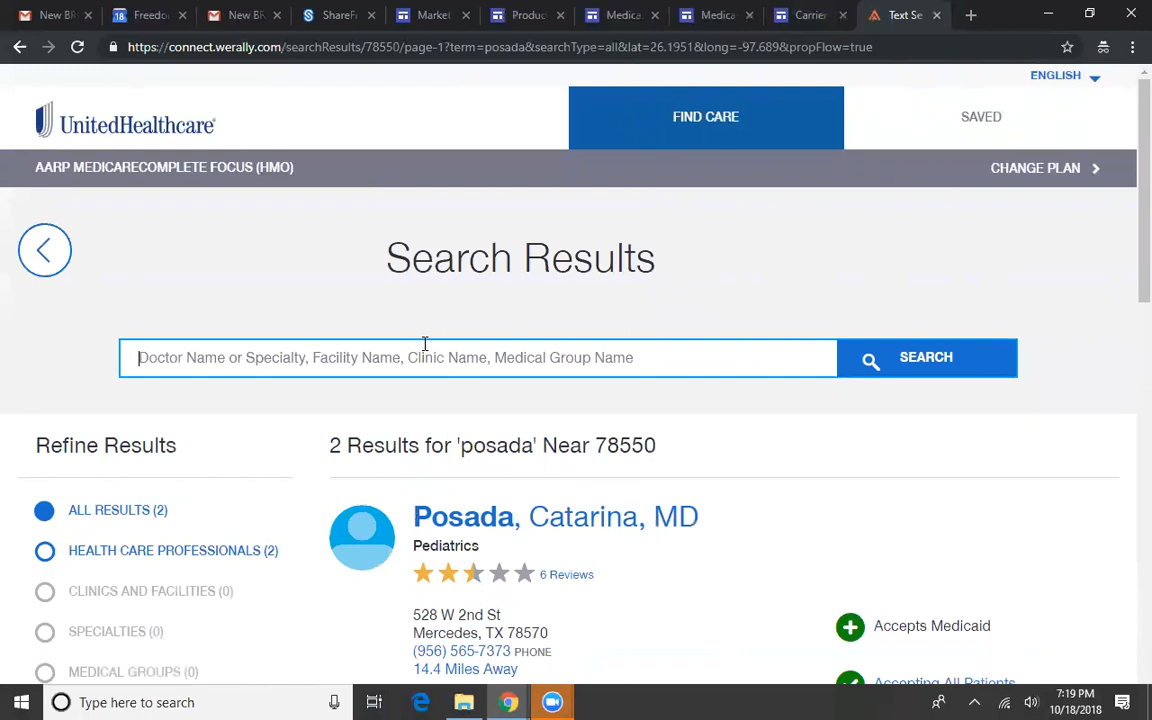 New BR
Freedo
New BR
ShareF
Market
Produc
Medica
Medica
Carrier
Text Se
https://connect.werally.com/searchResults/78550/page-1?term=posada&searchType=all&lat=26.1951&long=-97.689&propFlow=true
ENGLISH
UnitedHealthcare®
FIND CARE
SAVED
AARP MEDICARECOMPLETE FOCUS (HMO)
CHANGE PLAN
Search Results
Doctor Name or Specialty, Facility Name, Clinic Name, Medical Group Name
SEARCH
Refine Results
2 Results for 'posada' Near 78550
ALL RESULTS (2)
HEALTH CARE PROFESSIONALS (2)
CLINICS AND FACILITIES (0)
SPECIALTIES (0)
MEDICAL GROUPS (0)
Posada, Catarina, MD
Pediatrics
6 Reviews
528 W 2nd St
Mercedes, TX 78570
(956) 565-7373 PHONE
14.4 Miles Away
Accepts Medicaid
Accepting All Patients
Type here to search
7:19 PM
10/18/2018